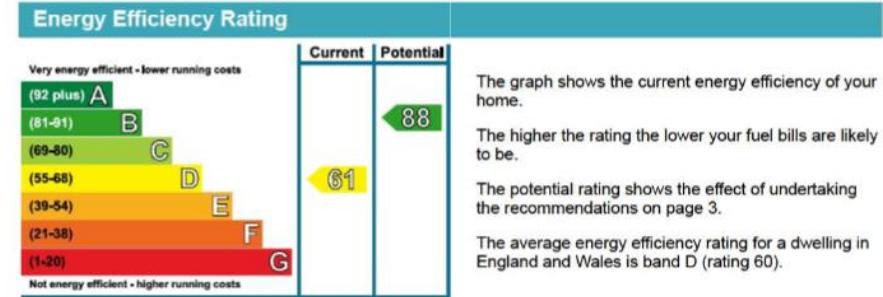 Energy Efficiency Rating
Current Potential
Very energy efficient - lower running costs
(92 plus) A
(81-91) B
88
(69-80) C
(55-68) D
61
(39-54) E
(21-38) F
(1-20) G
Not energy efficient - higher running costs
The graph shows the current energy efficiency of your
home.
The higher the rating the lower your fuel bills are likely
to be.
The potential rating shows the effect of undertaking
the recommendations on page 3.
The average energy efficiency rating for a dwelling in
England and Wales is band D (rating 60).